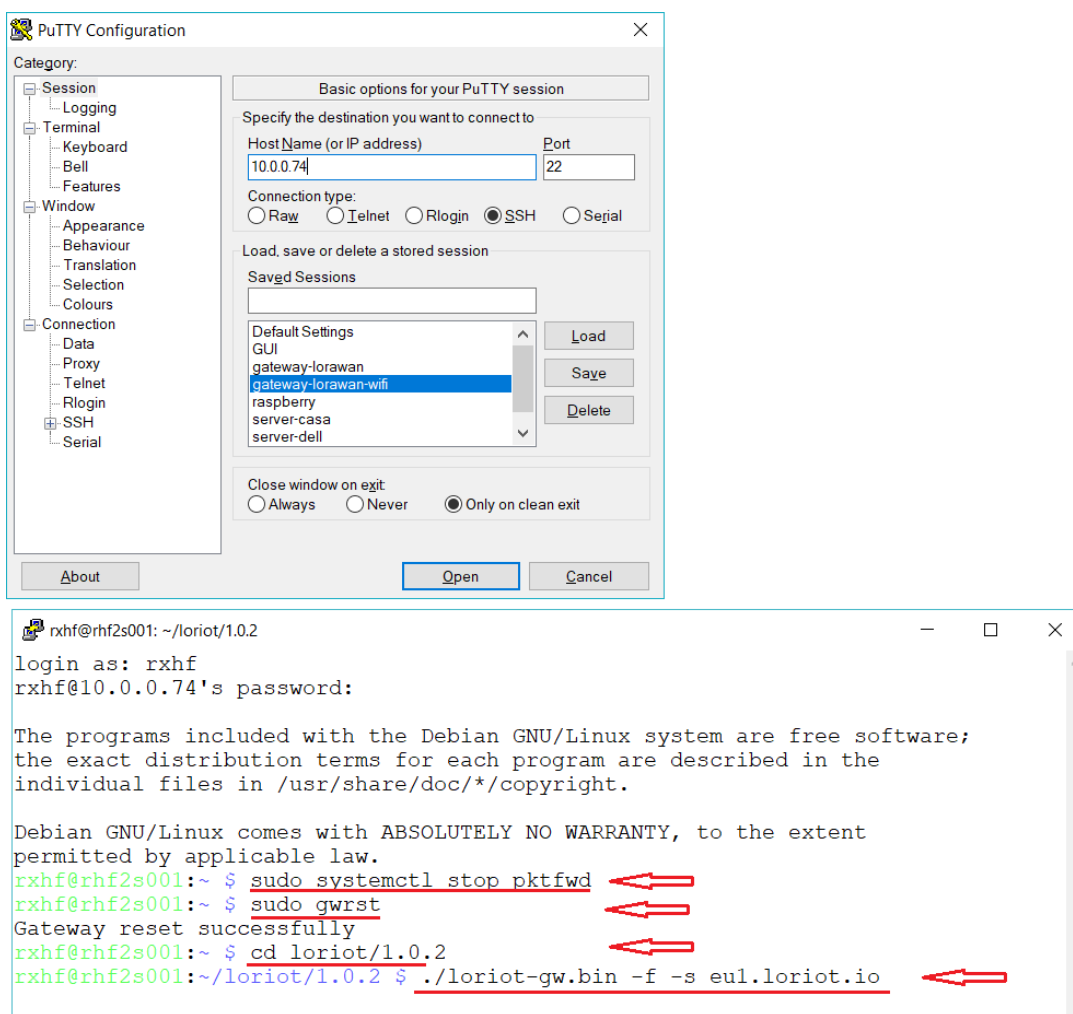 PuTTY Configuration
Category:
Session
Logging
Terminal
Keyboard
Bell
Features
Window
Appearance
Behaviour
Translation
Selection
Colours
Connection
Data
Proxy
Telnet
Rlogin
SSH
Serial
Basic options for your PuTTY session
Specify the destination you want to connect to
Host Name (or IP address) Port
10.0.0.74 22
Connection type:
Raw Telnet Rlogin SSH Serial
Load, save or delete a stored session
Saved Sessions
Default Settings
GUI
gateway-lorawan
gateway-lorawan-wifi
raspberry
server-casa
server-dell
Load
Save
Delete
Close window on exit:
Always Never Only on clean exit
About Open Cancel
rxhf@rhf2s001: ~/loriot/1.0.2
login as: rxhf
rxhf@10.0.0.74's password:
The programs included with the Debian GNU/Linux system are free software;
the exact distribution terms for each program are described in the
individual files in /usr/share/doc/*/copyright.
Debian GNU/Linux comes with ABSOLUTELY NO WARRANTY, to the extent
permitted by applicable law.
rxhf@rhf2s001:~ $ sudo systemctl stop pktfwd
rxhf@rhf2s001:~ $ sudo gwrst
Gateway reset successfully
rxhf@rhf2s001:~ $ cd loriot/1.0.2
rxhf@rhf2s001:~/loriot/1.0.2 $ ./loriot-gw.bin -f -s eu1.loriot.io